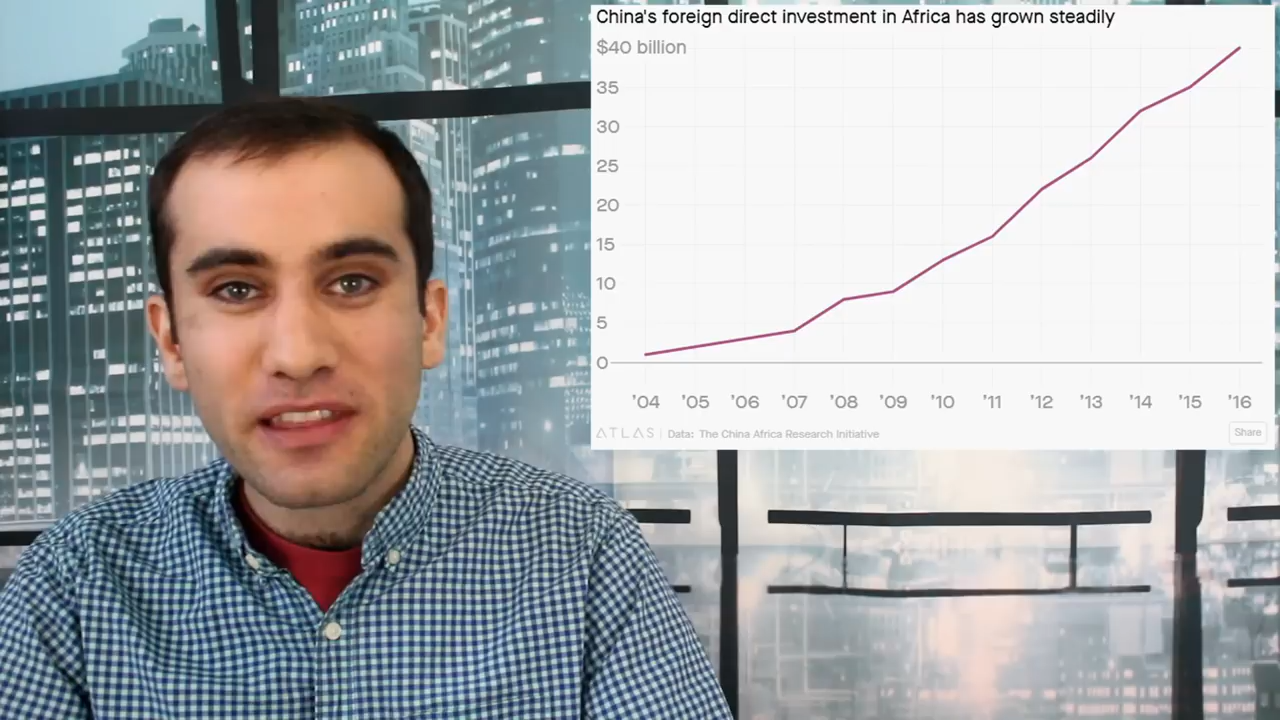 China's foreign direct investment in Africa has grown steadily
$40 billion
35
30
25
20
15
10
5
0
'04 '05 '06 '07 '08 '09 '10 '11 '12 '13 '14 '15 '16
ATLAS | Data: The China Africa Research Initiative
Share